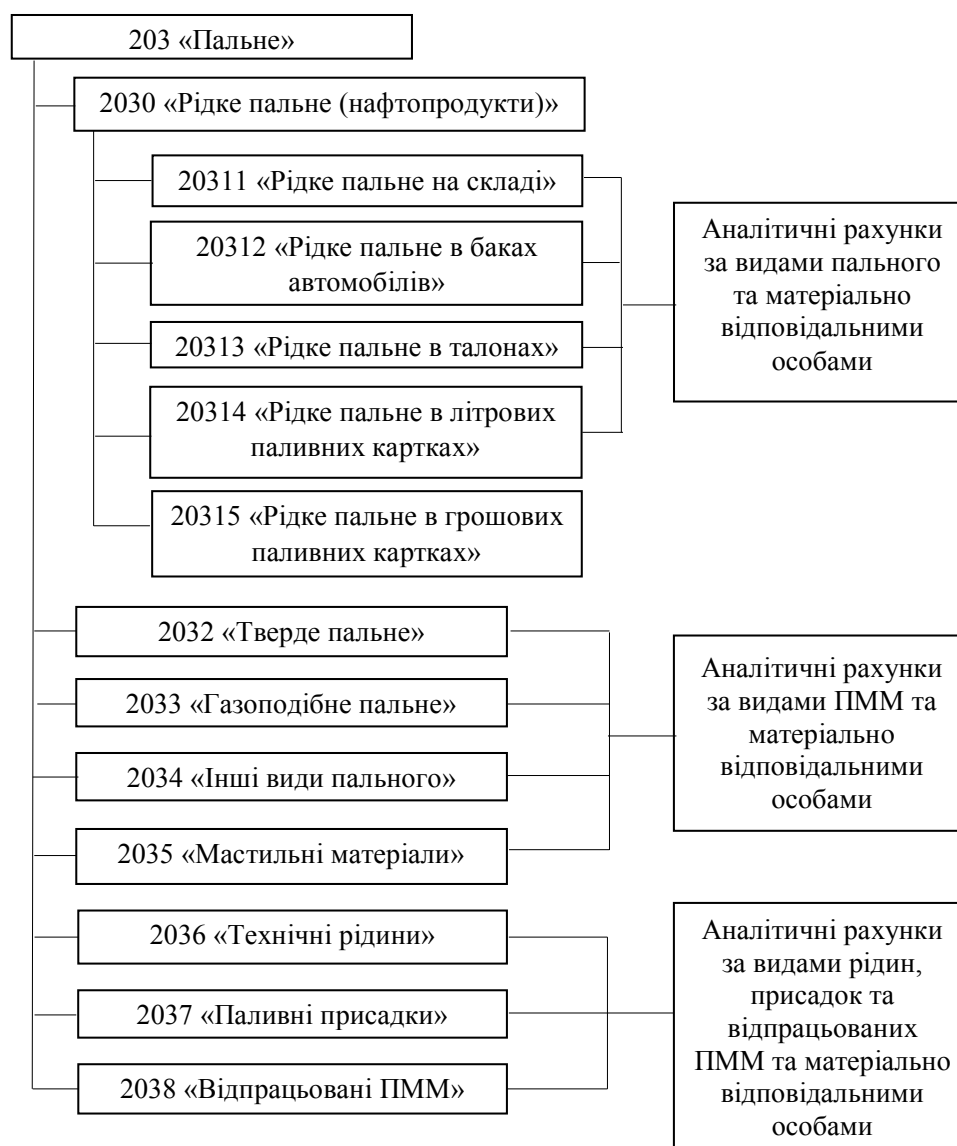 203 «Пальне»
2030 «Рідке пальне (нафтопродукти)»
20311 «Рідке пальне на складі»
20312 «Рідке пальне в баках
автомобілів»
20313 «Рідке пальне в талонах»
20314 «Рідке пальне в літрових
паливних картках»
20315 «Рідке пальне в грошових
паливних картках»
Аналітичні рахунки
за видами пального
та матеріально
відповідальними
особами
2032 «Тверде пальне»
2033 «Газоподібне пальне»
2034 «Інші види пального»
2035 «Мастильні матеріали»
Аналітичні рахунки
за видами ПММ та
матеріально
відповідальними
особами
2036 «Технічні рідини»
2037 «Паливні присадки»
2038 «Відпрацьовані ПММ»
Аналітичні рахунки
за видами рідин,
присадок та
відпрацьованих
ПММ та матеріально
відповідальними
особами